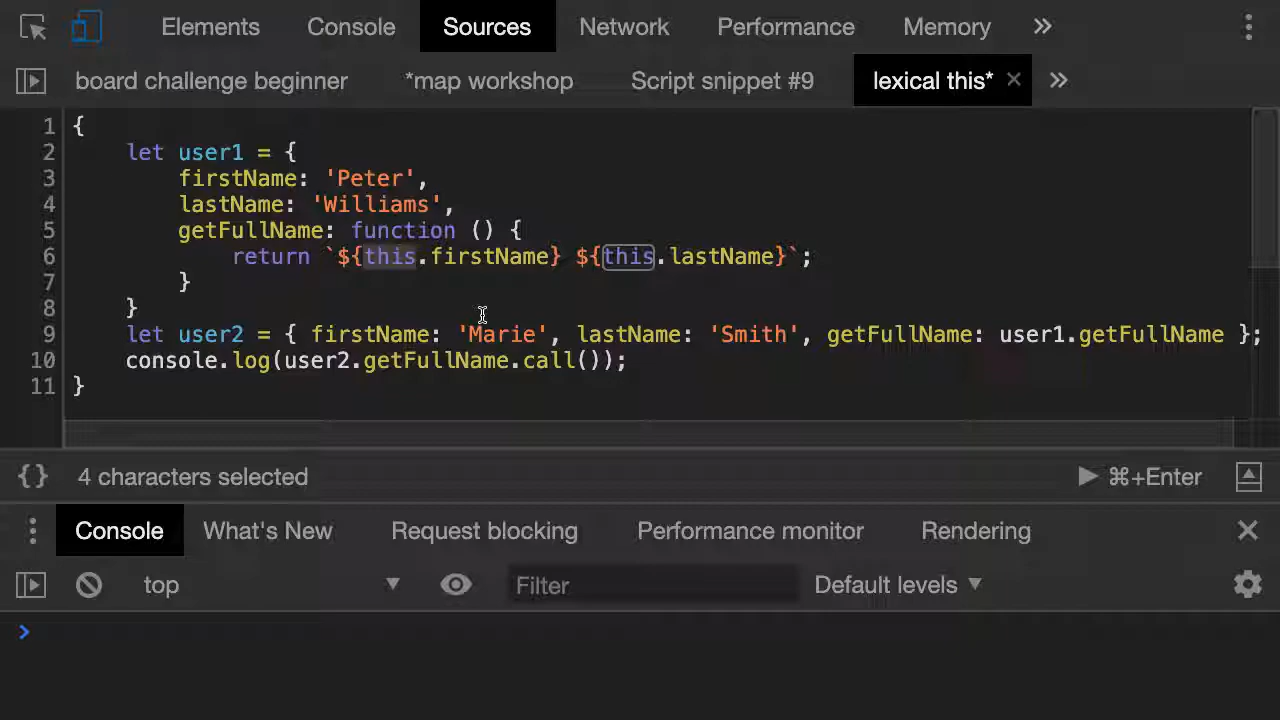 Elements Console Sources Network Performance Memory »
board challenge beginner *map workshop Script snippet #9 lexical this* × »
1 {
2 let user1 = {
3 firstName: 'Peter',
4 lastName: 'Williams',
5 getFullName: function () {
6 return `${this.firstName} ${this.lastName}`;
7 }
8 }
9 let user2 = { firstName: 'Marie', lastName: 'Smith', getFullName: user1.getFullName };
10 console.log(user2.getFullName.call());
11 }
{} 4 characters selected ⌘+Enter
Console What's New Request blocking Performance monitor Rendering ×
top Filter Default levels